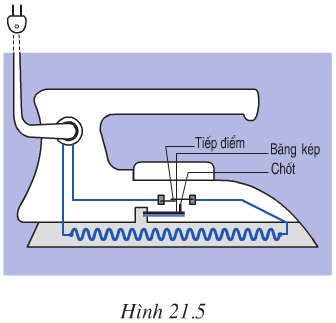 Tiếp điểm
Băng kép
Chốt
Hình 21.5